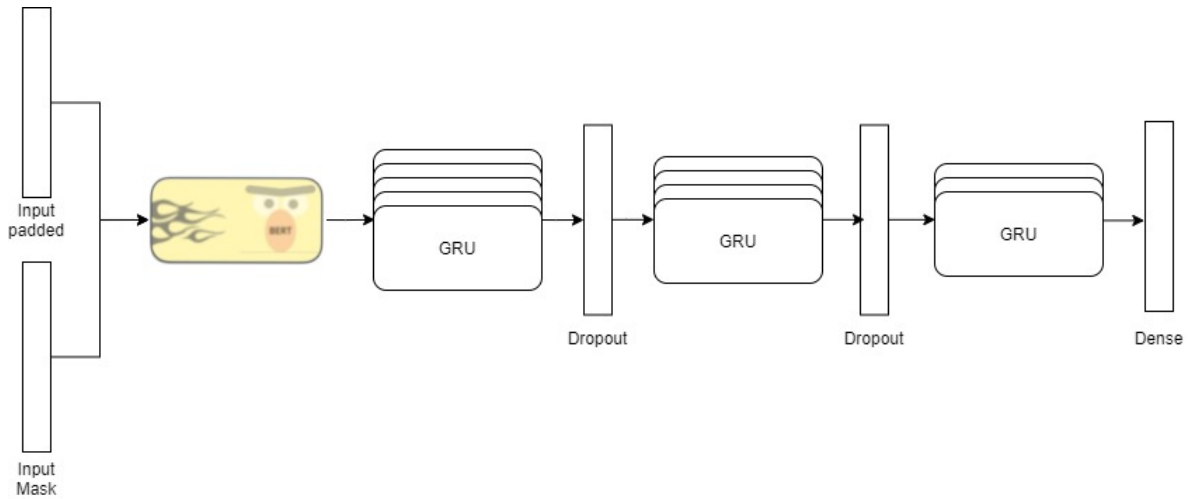 Input
padded
Input
Mask
BERT
GRU
Dropout
GRU
Dropout
GRU
Dense